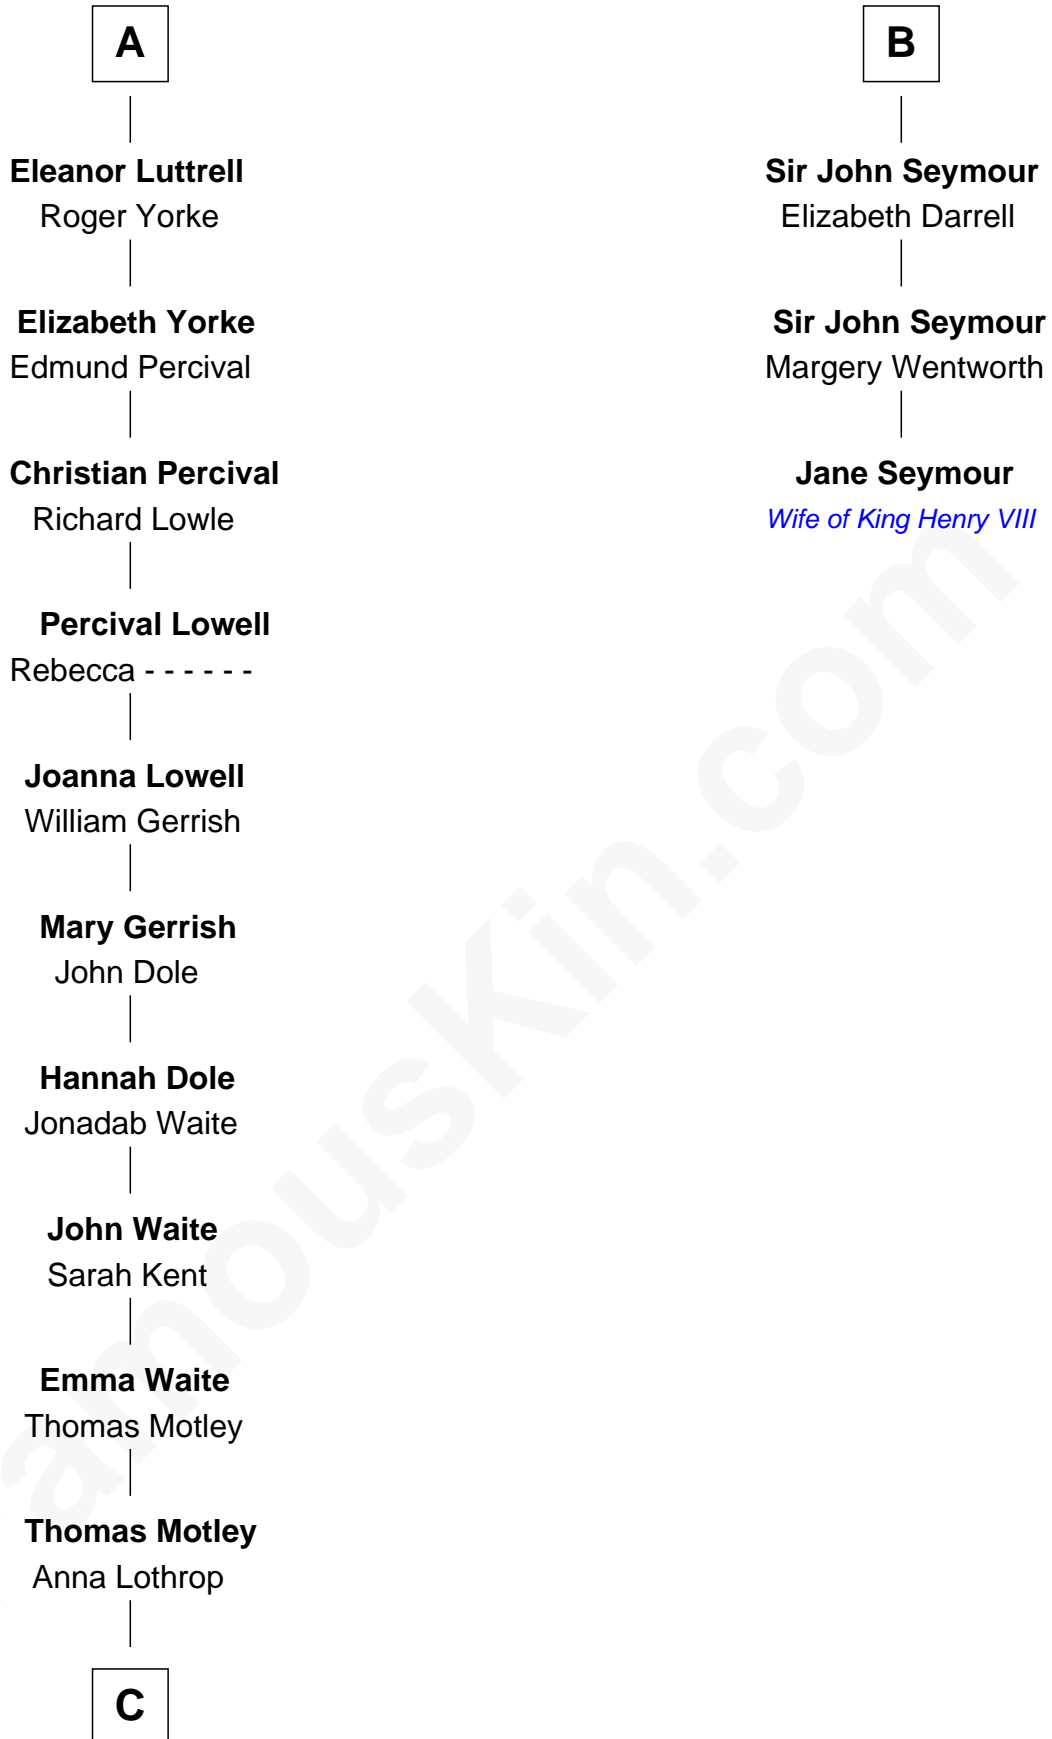 A
Eleanor Luttrell
Roger Yorke
Elizabeth Yorke
Edmund Percival
Christian Percival
Richard Lowle
Percival Lowell
Rebecca - - - - - -
Joanna Lowell
William Gerrish
Mary Gerrish
John Dole
Hannah Dole
Jonadab Waite
John Waite
Sarah Kent
Emma Waite
Thomas Motley
Thomas Motley
Anna Lothrop
C
B
Sir John Seymour
Elizabeth Darrell
Sir John Seymour
Margery Wentworth
Jane Seymour
Wife of King Henry VIII
amouskin.com